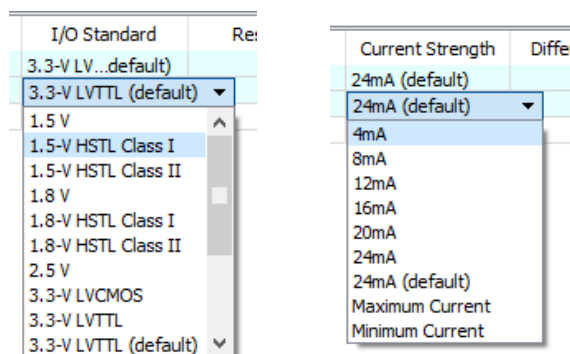 I/O Standard Re
3.3-V LV...default)
3.3-V LVTTL (default)
1.5 V
1.5-V HSTL Class I
1.5-V HSTL Class II
1.8 V
1.8-V HSTL Class I
1.8-V HSTL Class II
2.5 V
3.3-V LVCMOS
3.3-V LVTTL
3.3-V LVTTL (default)
Current Strength Diffe
24mA (default)
24mA (default)
4mA
8mA
12mA
16mA
20mA
24mA
24mA (default)
Maximum Current
Minimum Current